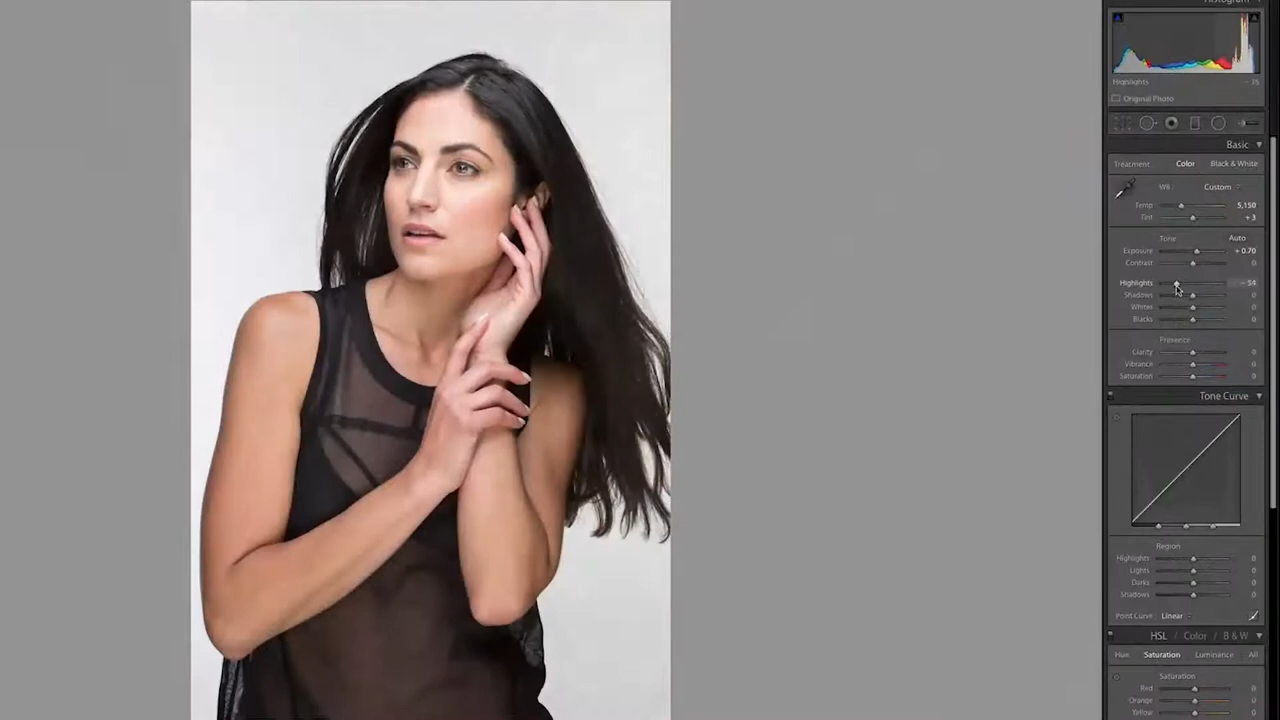 Histogram
Highlights - 16
Original Photo
Basic
Treatment Color Black & White
WB: Custom
Temp 5,150
Tint + 3
Tone Auto
Exposure + 0.70
Contrast 0
Highlights - 54
Shadows 0
Whites 0
Blacks 0
Presence
Clarity 0
Vibrance 0
Saturation 0
Tone Curve
Region
Highlights 0
Lights 0
Darks 0
Shadows 0
Point Curve: Linear
HSL / Color / B & W
Hue Saturation Luminance All
Saturation
Red 0
Orange 0
Yellow 0